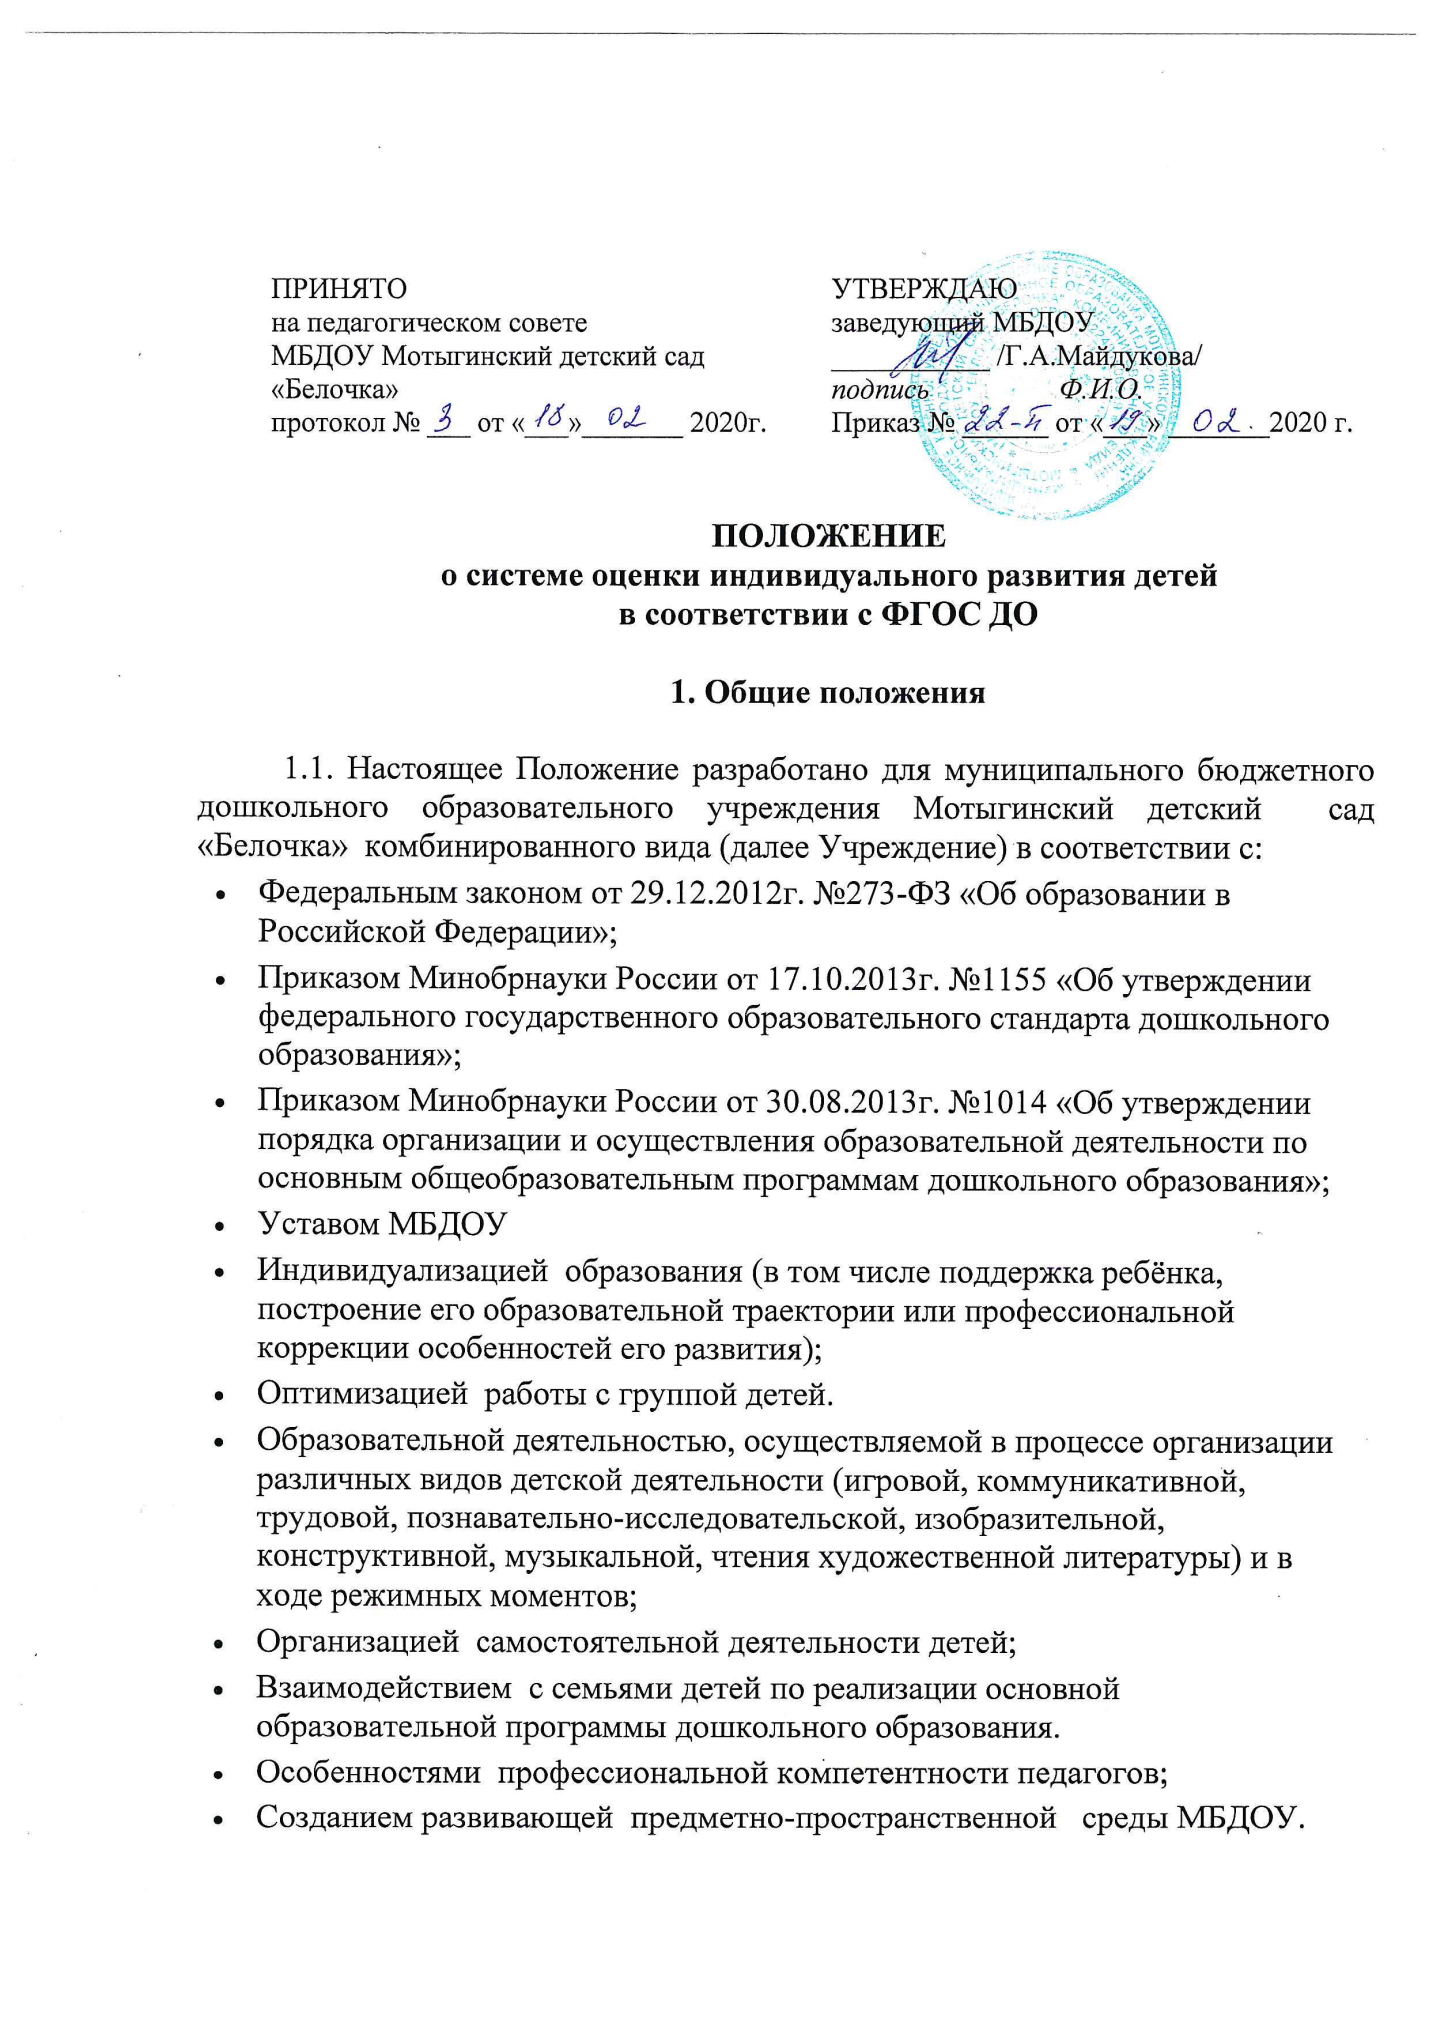 ПРИНЯТО
на педагогическом совете
МБДОУ Мотыгинский детский сад
«Белочка»
протокол № 3 от «18» 02 2020г.
УТВЕРЖДАЮ
заведующий МБДОУ
/Г.А.Майдукова/
подпись Ф.И.О.
Приказ № 22-П от «19» 02 2020 г.
ПОЛОЖЕНИЕ
о системе оценки индивидуального развития детей
в соответствии с ФГОС ДО
1. Общие положения
1.1. Настоящее Положение разработано для муниципального бюджетного
дошкольного образовательного учреждения Мотыгинский детский сад
«Белочка» комбинированного вида (далее Учреждение) в соответствии с:
• Федеральным законом от 29.12.2012г. №273-ФЗ «Об образовании в
Российской Федерации»;
• Приказом Минобрнауки России от 17.10.2013г. №1155 «Об утверждении
федерального государственного образовательного стандарта дошкольного
образования»;
• Приказом Минобрнауки России от 30.08.2013г. №1014 «Об утверждении
порядка организации и осуществления образовательной деятельности по
основным общеобразовательным программам дошкольного образования»;
• Уставом МБДОУ
• Индивидуализацией образования (в том числе поддержка ребёнка,
построение его образовательной траектории или профессиональной
коррекции особенностей его развития);
• Оптимизацией работы с группой детей.
• Образовательной деятельностью, осуществляемой в процессе организации
различных видов детской деятельности (игровой, коммуникативной,
трудовой, познавательно-исследовательской, изобразительной,
конструктивной, музыкальной, чтения художественной литературы) и в
ходе режимных моментов;
• Организацией самостоятельной деятельности детей;
• Взаимодействием с семьями детей по реализации основной
образовательной программы дошкольного образования.
• Особенностями профессиональной компетентности педагогов;
• Созданием развивающей предметно-пространственной среды МБДОУ.